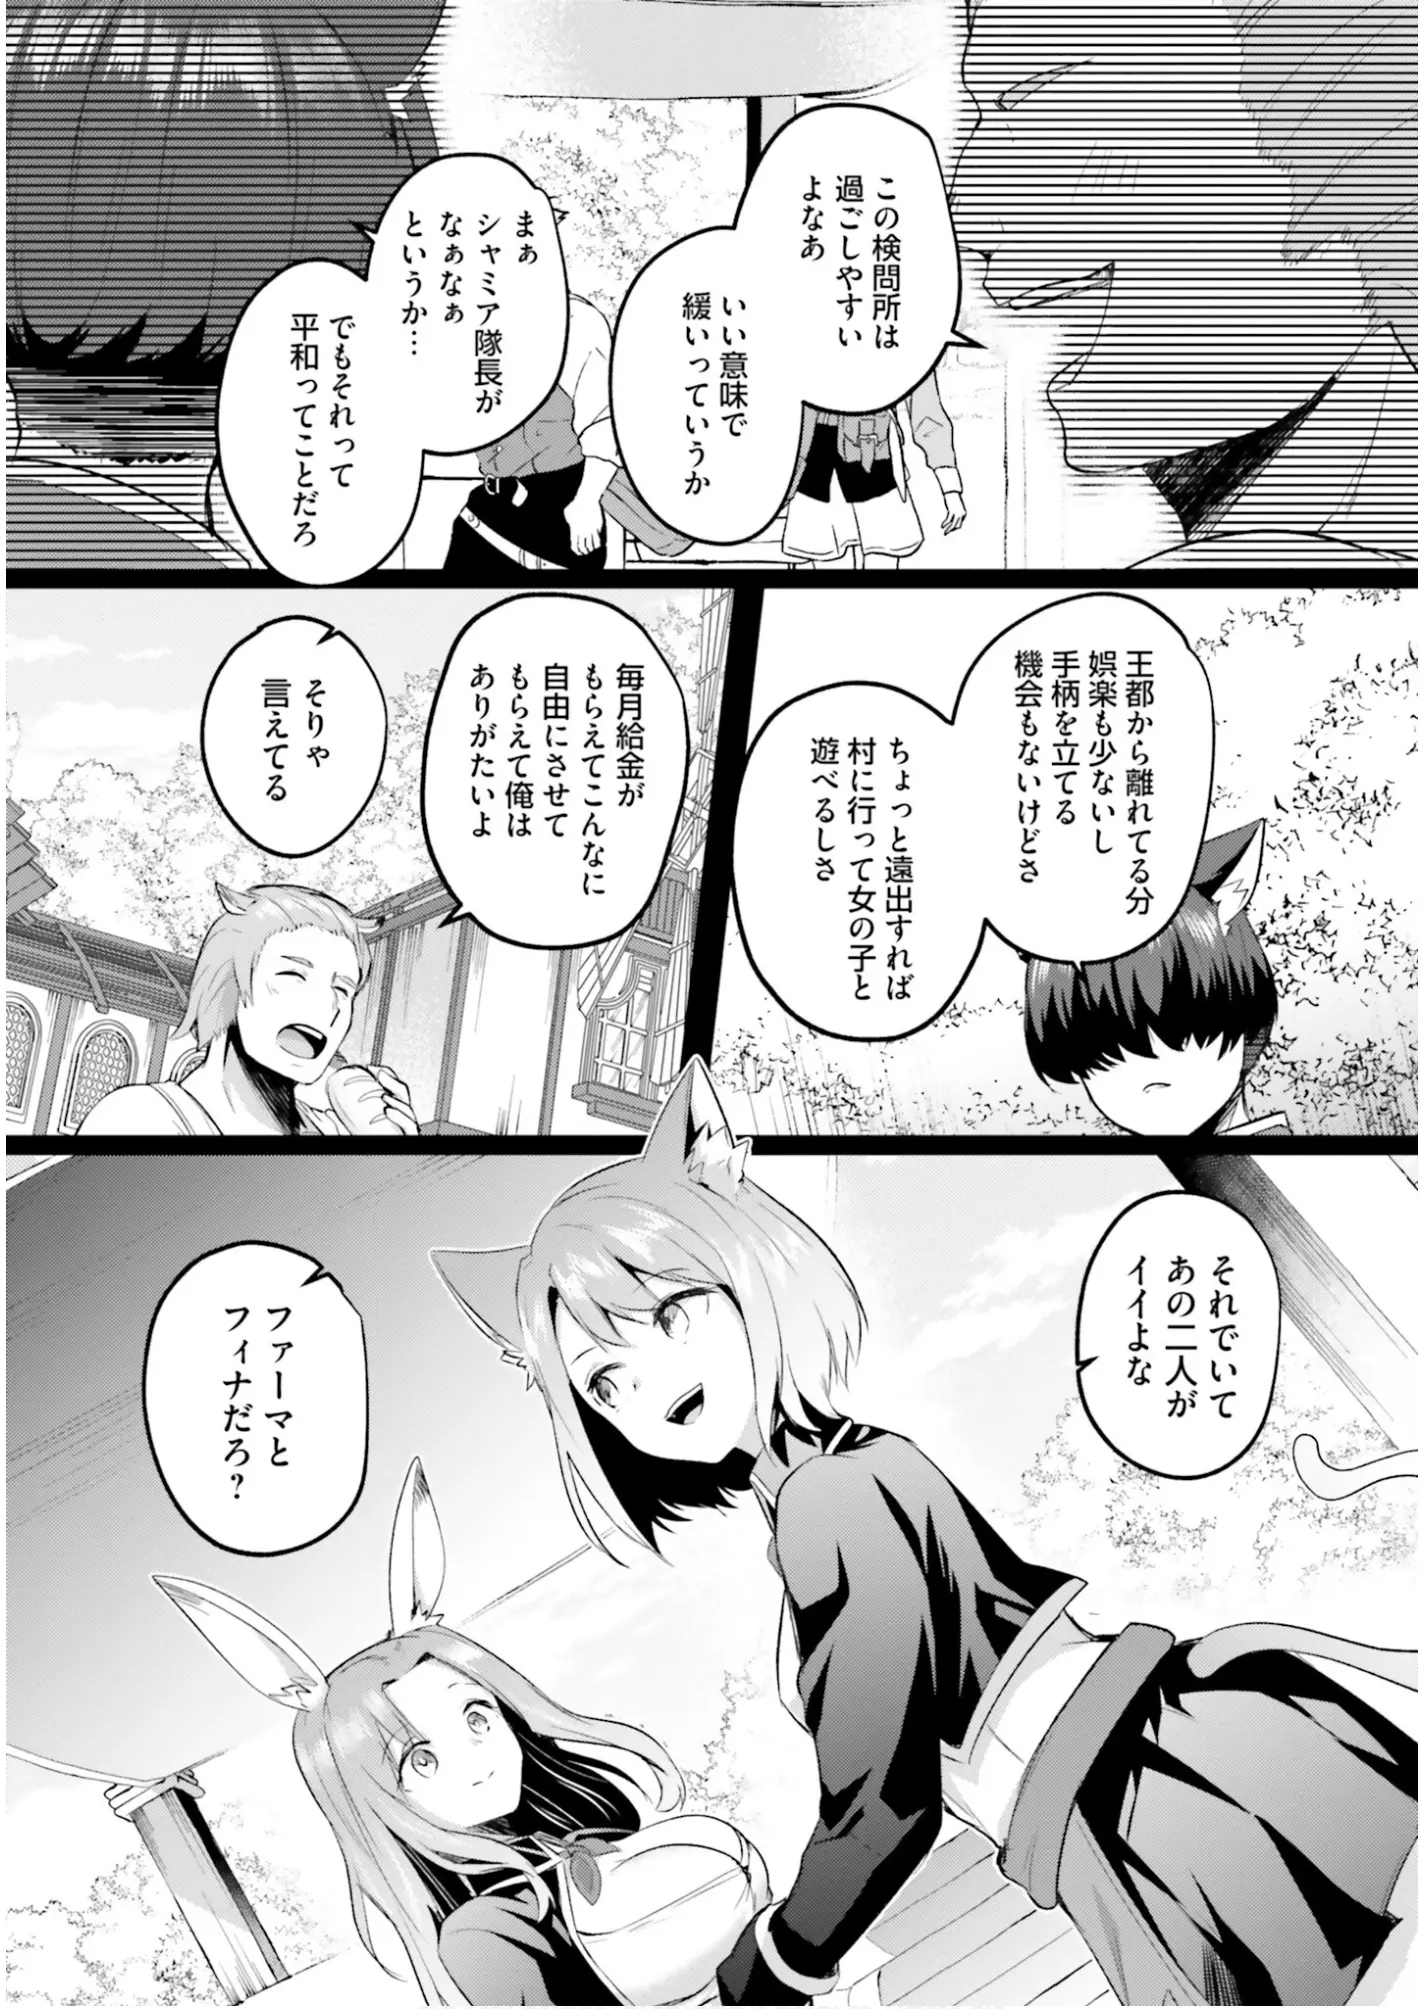 この検問所は
過ごしやすい
よなあ
いい意味で
緩いっていうか
まぁ
シャミア隊長が
なぁなぁ
というか…
でもそれって
平和ってことだろ
王都から離れてる分
娯楽も少ないし
手柄を立てる
機会もないけどさ
ちょっと遠出すれば
村に行って女の子と
遊べるしさ
毎月給金が
もらえてこんなに
自由にさせて
もらえて俺は
ありがたいよ
そりゃ
言えてる
それでいて
あの二人が
イイよな
ファーマと
フィナだろ?